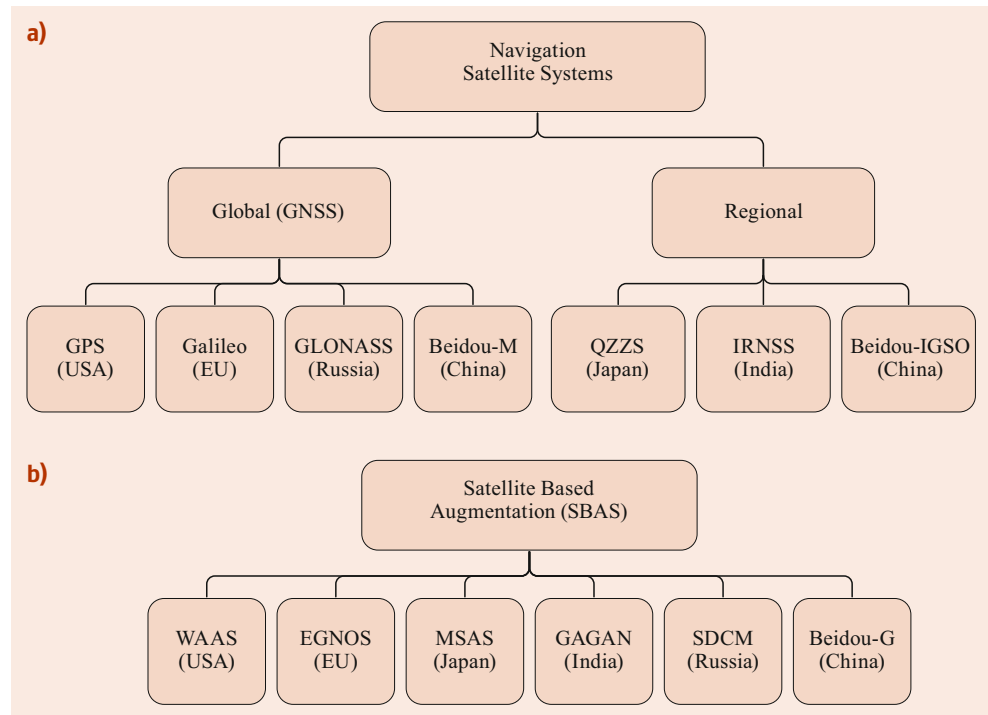 a)
Navigation
Satellite Systems
Global (GNSS)
Regional
GPS
(USA)
Galileo
(EU)
GLONASS
(Russia)
Beidou-M
(China)
QZZS
(Japan)
IRNSS
(India)
Beidou-IGSO
(China)
b)
Satellite Based
Augmentation (SBAS)
WAAS
(USA)
EGNOS
(EU)
MSAS
(Japan)
GAGAN
(India)
SDCM
(Russia)
Beidou-G
(China)